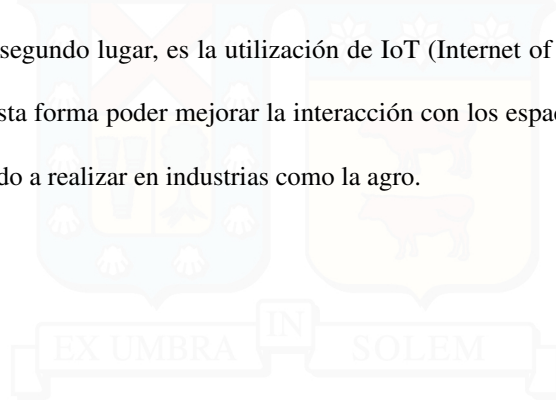 segundo lugar, es la utilización de IoT (Internet of
sta forma poder mejorar la interacción con los espa
do a realizar en industrias como la agro.
IN
EX UMBRA SOLEM